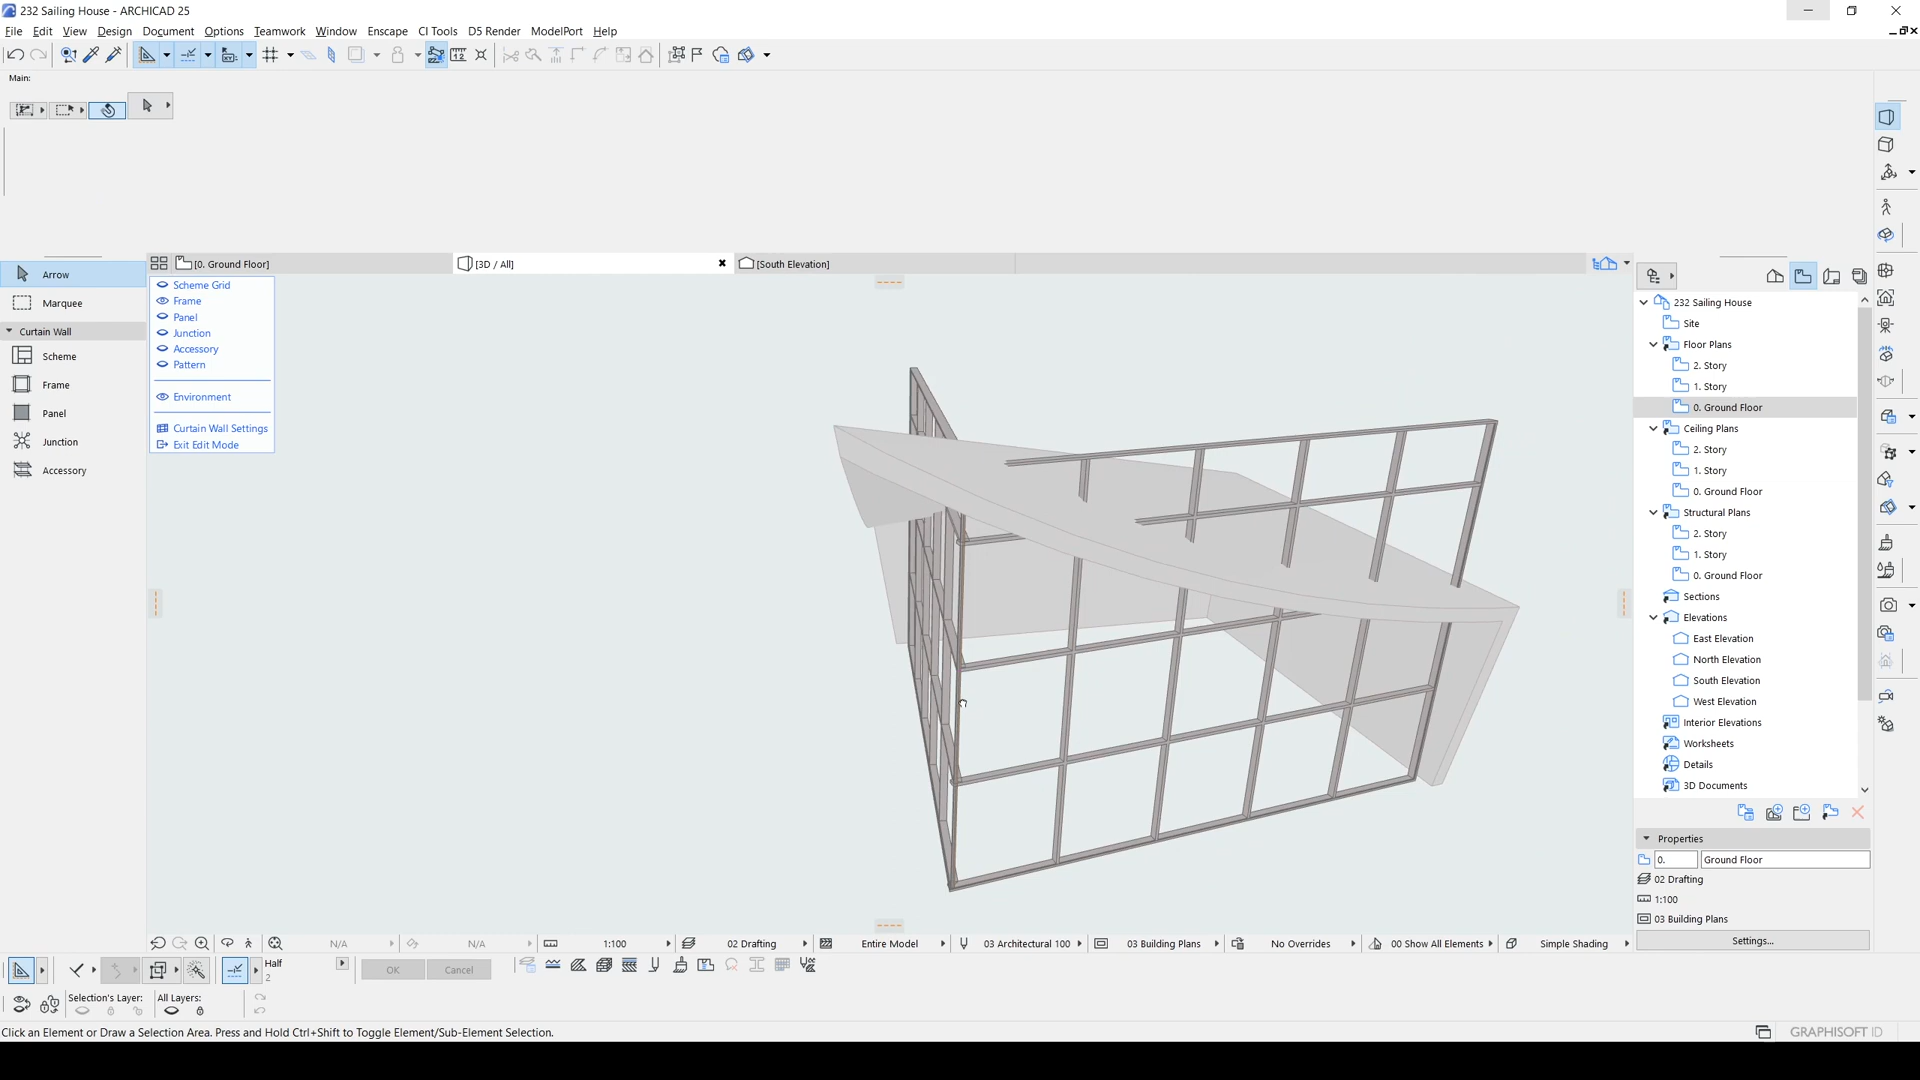 232 Sailing House - ARCHICAD 25
File Edit View Design Document Options Teamwork Window Enscape CI Tools D5 Render ModelPort Help
Main:
[0. Ground Floor]
[3D / All]
[South Elevation]
Arrow
Marquee
Curtain Wall
Scheme
Frame
Panel
Junction
Accessory
Scheme Grid
Frame
Panel
Junction
Accessory
Pattern
Environment
Curtain Wall Settings
Exit Edit Mode
232 Sailing House
Site
Floor Plans
2. Story
1. Story
0. Ground Floor
Ceiling Plans
2. Story
1. Story
0. Ground Floor
Structural Plans
2. Story
1. Story
0. Ground Floor
Sections
Elevations
East Elevation
North Elevation
South Elevation
West Elevation
Interior Elevations
Worksheets
Details
3D Documents
Properties
0. Ground Floor
02 Drafting
1:100
03 Building Plans
Settings...
N/A N/A 1:100 02 Drafting Entire Model 03 Architectural 100 03 Building Plans No Overrides 00 Show All Elements Simple Shading
Half
2
OK Cancel
Selection's Layer: All Layers:
Click an Element or Draw a Selection Area. Press and Hold Ctrl+Shift to Toggle Element/Sub-Element Selection.
GRAPHISOFT ID